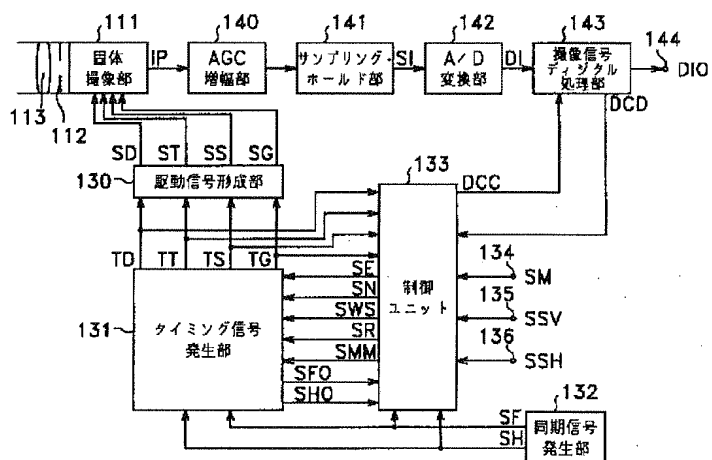 111
140
141
142
143
144
固体
撮像部
IP
AGC
増幅部
サンプリング・
ホールド部
SI
A/D
変換部
DI
撮像信号
ディジタル
処理部
DIO
DCD
113
112
SD
ST
SS
SG
130
駆動信号形成部
133
DCC
TD
TT
TS
TG
131
タイミング信号
発生部
SE
SN
SWS
SR
SMM
SFO
SHO
制御
ユニット
134
SM
135
SSV
136
SSH
132
SF
SH
同期信号
発生部